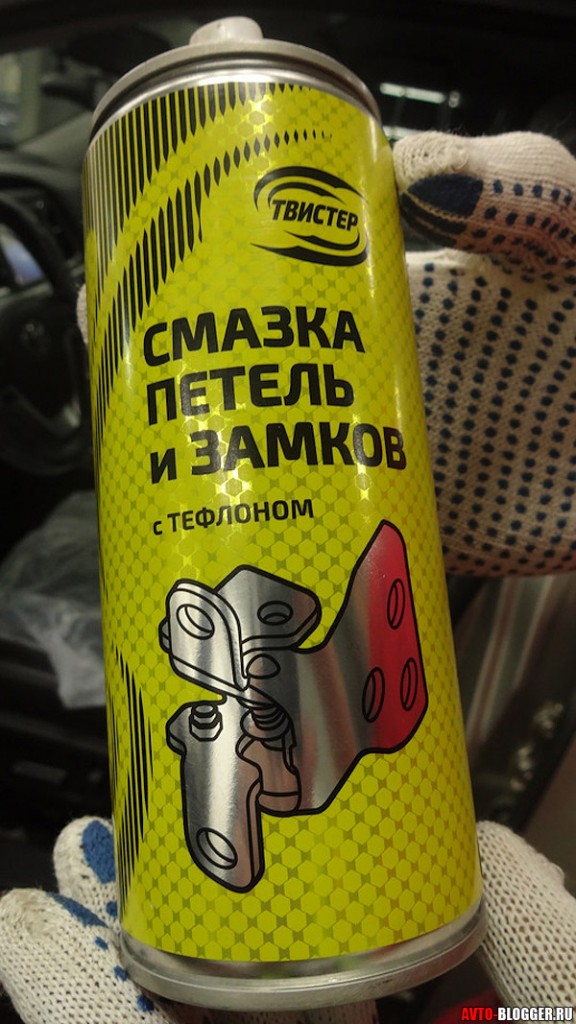 ТВИСТЕР
СМАЗКА
ПЕТЕЛЬ
и ЗАМКОВ
с ТЕФЛОНОМ
AVTO-BLOGGER.RU